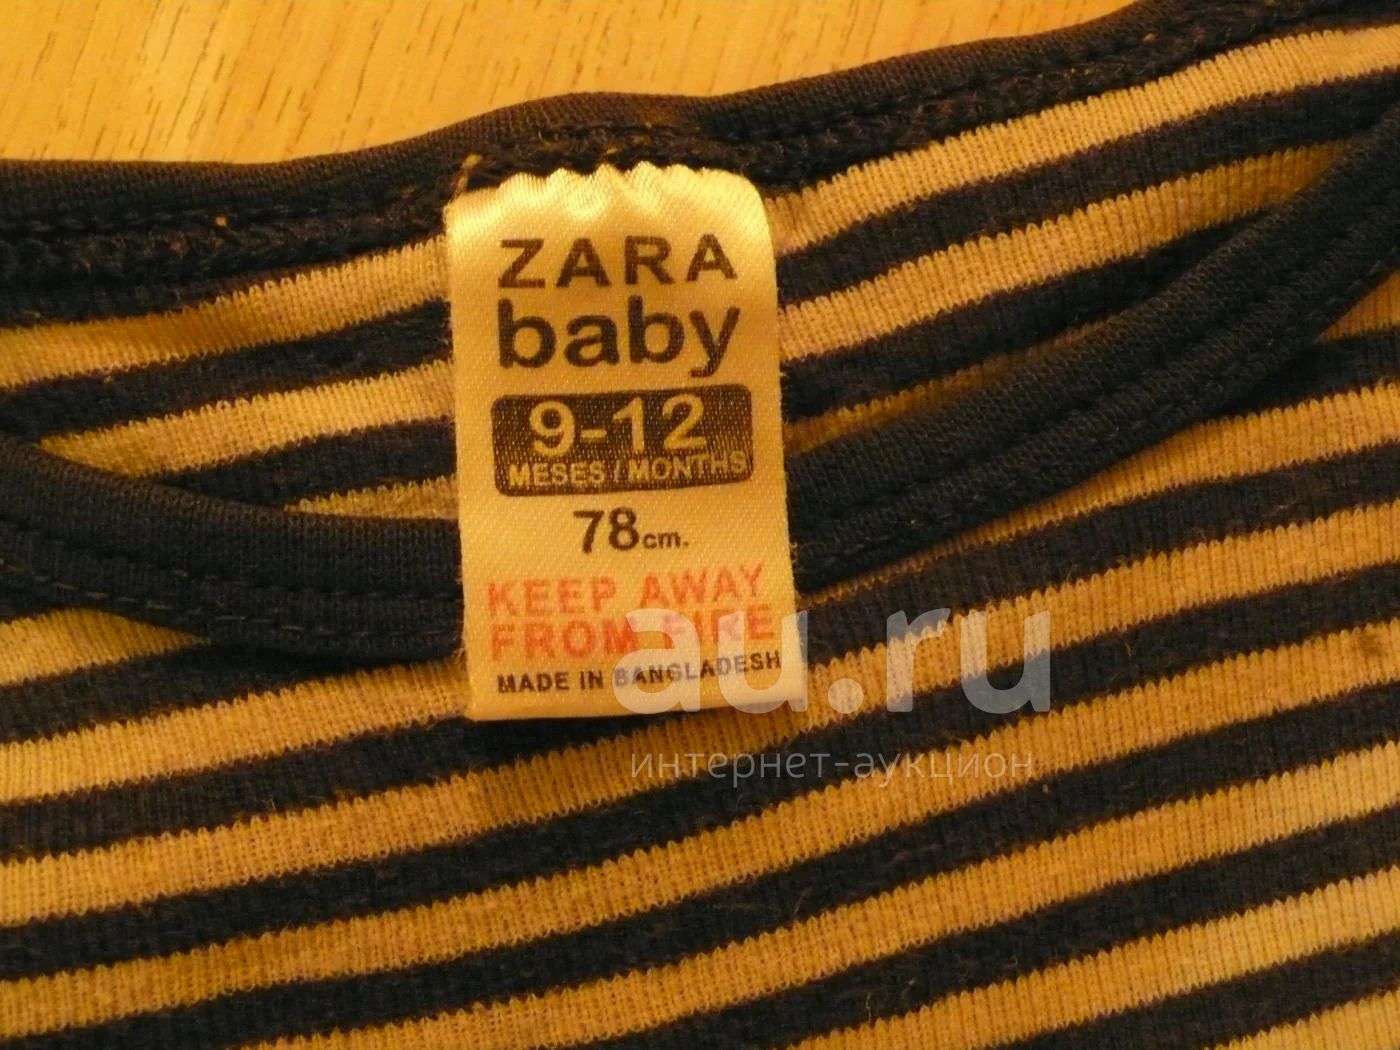 ZARA
baby
9-12
MESES / MONTHS
78cm.
KEEP AWAY
FROM FIRE
MADE IN BANGLADESH
au.ru
интернет-аукцион